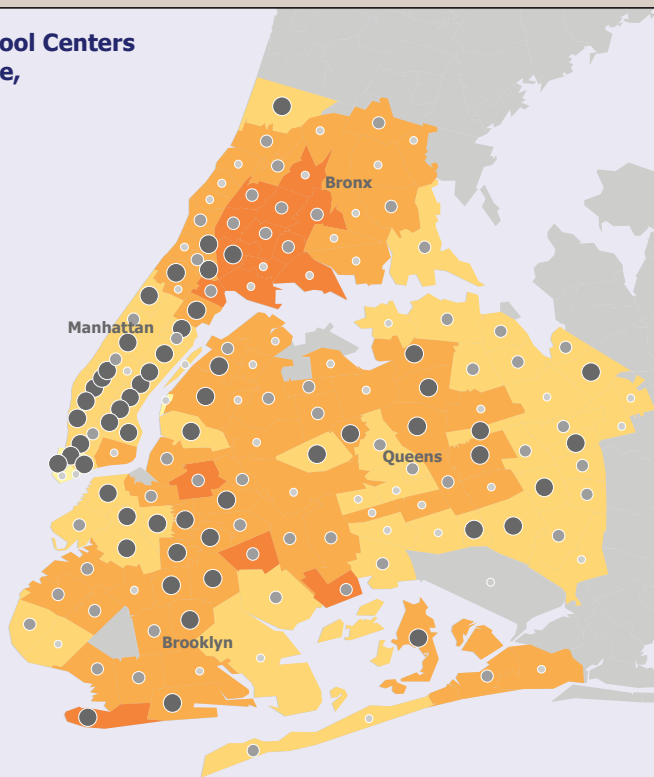 ool Centers
e,
Bronx
Manhattan
Queens
Brooklyn